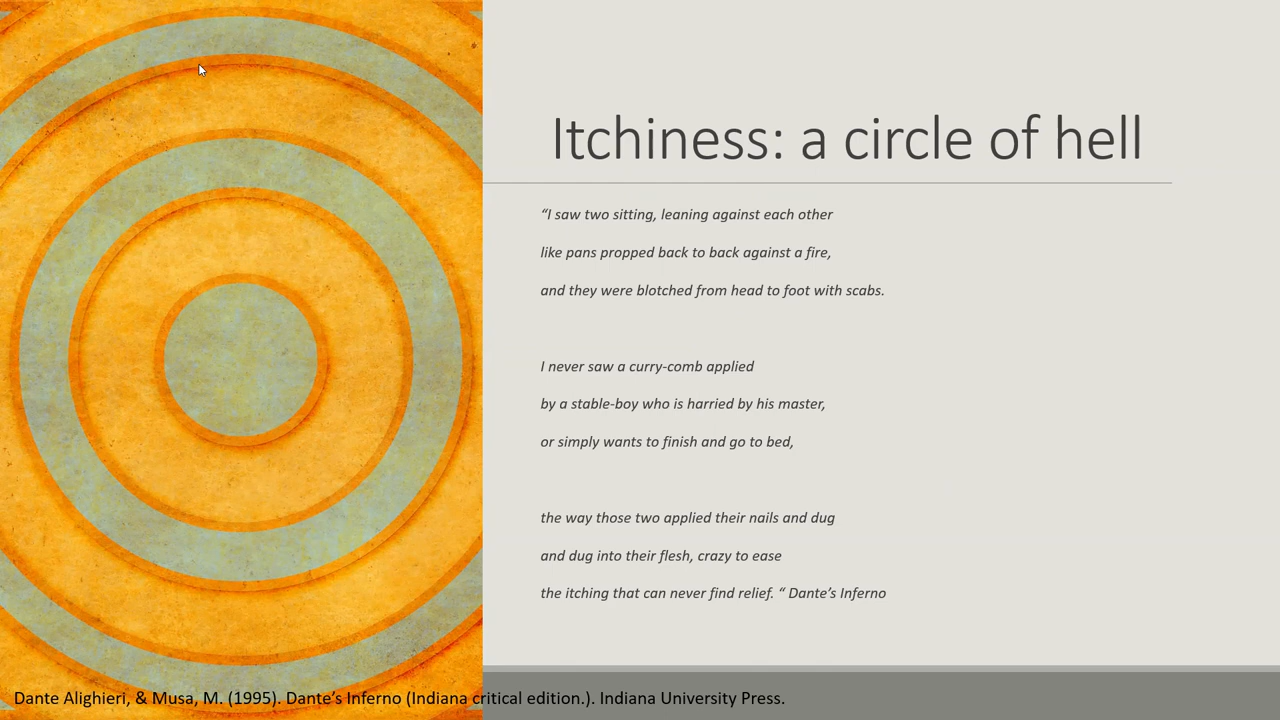 Itchiness: a circle of hell
“I saw two sitting, leaning against each other
like pans propped back to back against a fire,
and they were blotched from head to foot with scabs.
I never saw a curry-comb applied
by a stable-boy who is harried by his master,
or simply wants to finish and go to bed,
the way those two applied their nails and dug
and dug into their flesh, crazy to ease
the itching that can never find relief. “ Dante’s Inferno
Dante Alighieri, & Musa, M. (1995). Dante’s Inferno (Indiana critical edition.). Indiana University Press.